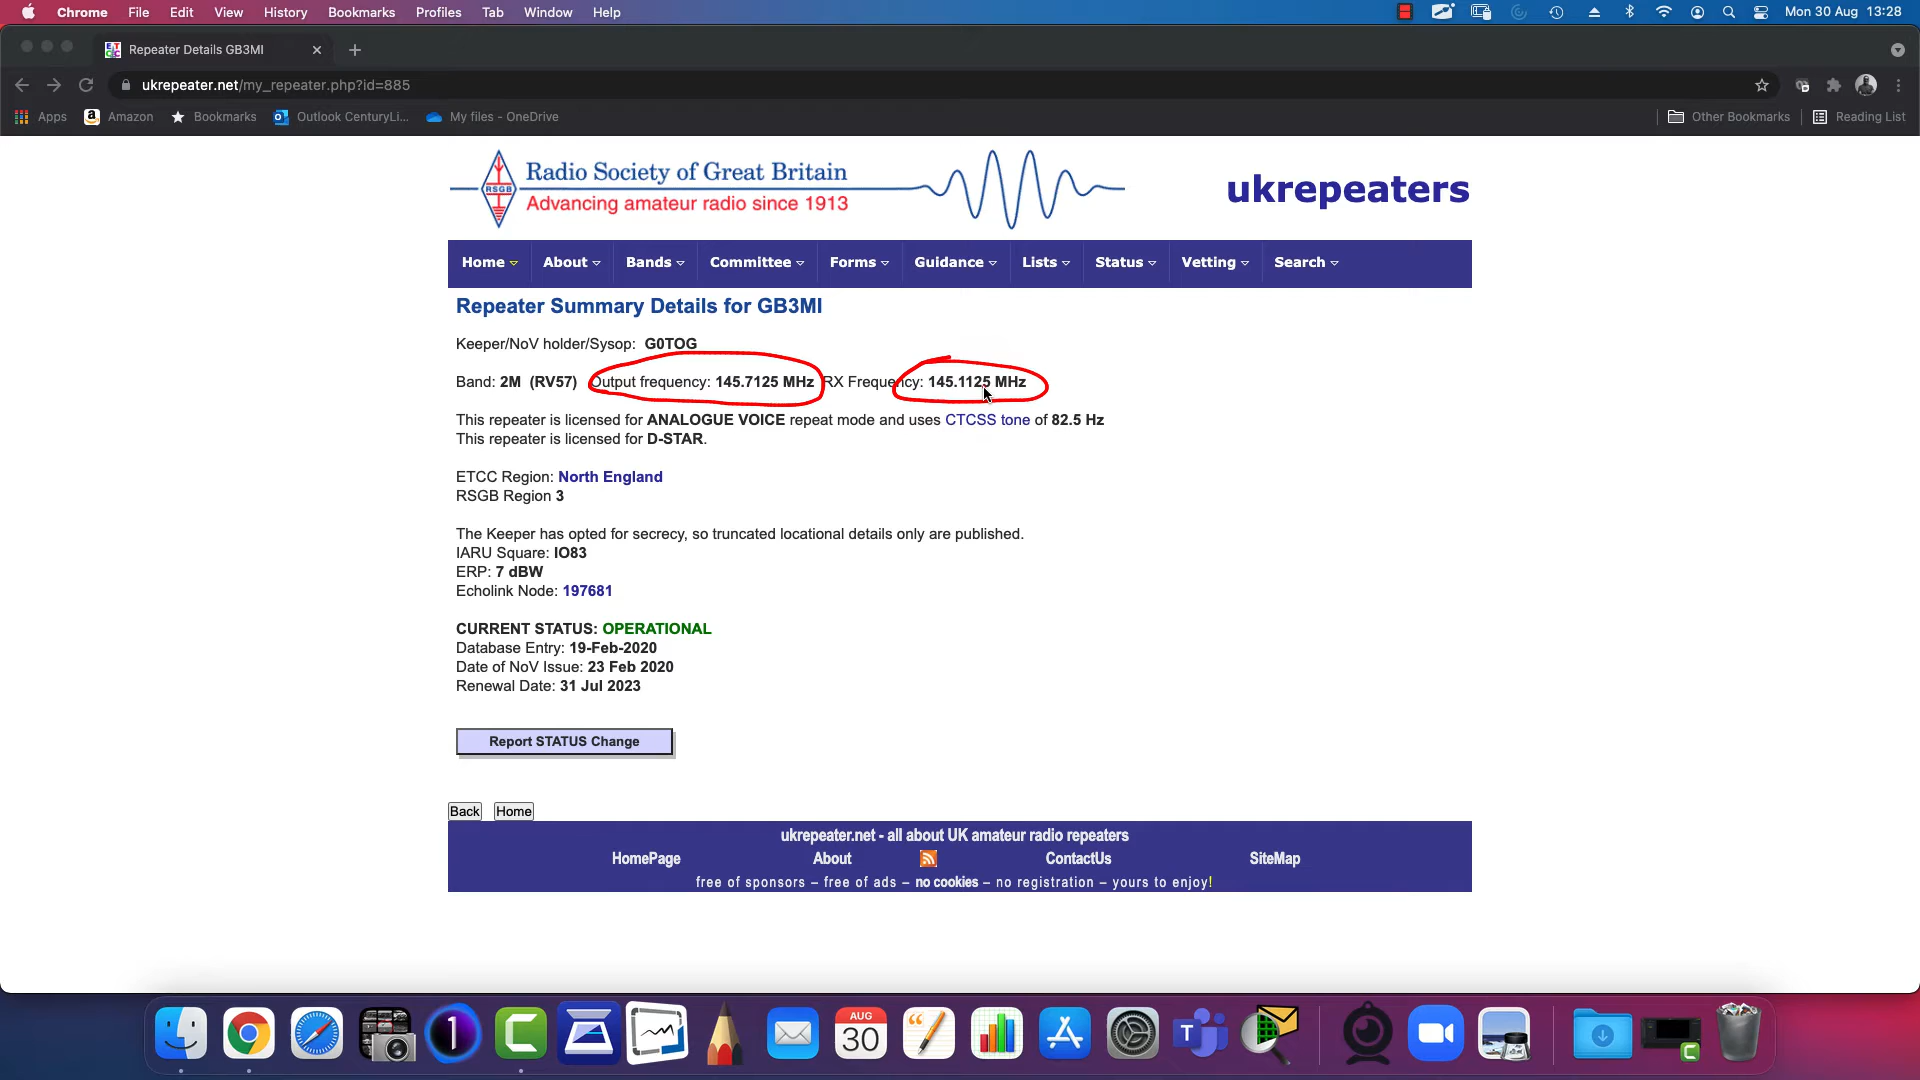 Chrome File Edit View History Bookmarks Profiles Tab Window Help Mon 30 Aug 13:28
Repeater Details GB3MI
ukrepeater.net/my_repeater.php?id=885
Apps Amazon Bookmarks Outlook CenturyLi... My files - OneDrive Other Bookmarks Reading List
RSGB
Radio Society of Great Britain
Advancing amateur radio since 1913
ukrepeaters
Home About Bands Committee Forms Guidance Lists Status Vetting Search
Repeater Summary Details for GB3MI
Keeper/NoV holder/Sysop: G0TOG
Band: 2M (RV57) Output frequency: 145.7125 MHz RX Frequency: 145.1125 MHz
This repeater is licensed for ANALOGUE VOICE repeat mode and uses CTCSS tone of 82.5 Hz
This repeater is licensed for D-STAR.
ETCC Region: North England
RSGB Region 3
The Keeper has opted for secrecy, so truncated locational details only are published.
IARU Square: IO83
ERP: 7 dBW
Echolink Node: 197681
CURRENT STATUS: OPERATIONAL
Database Entry: 19-Feb-2020
Date of NoV Issue: 23 Feb 2020
Renewal Date: 31 Jul 2023
Report STATUS Change
Back Home
ukrepeater.net - all about UK amateur radio repeaters
HomePage About ContactUs SiteMap
free of sponsors – free of ads – no cookies – no registration – yours to enjoy!
AUG
30